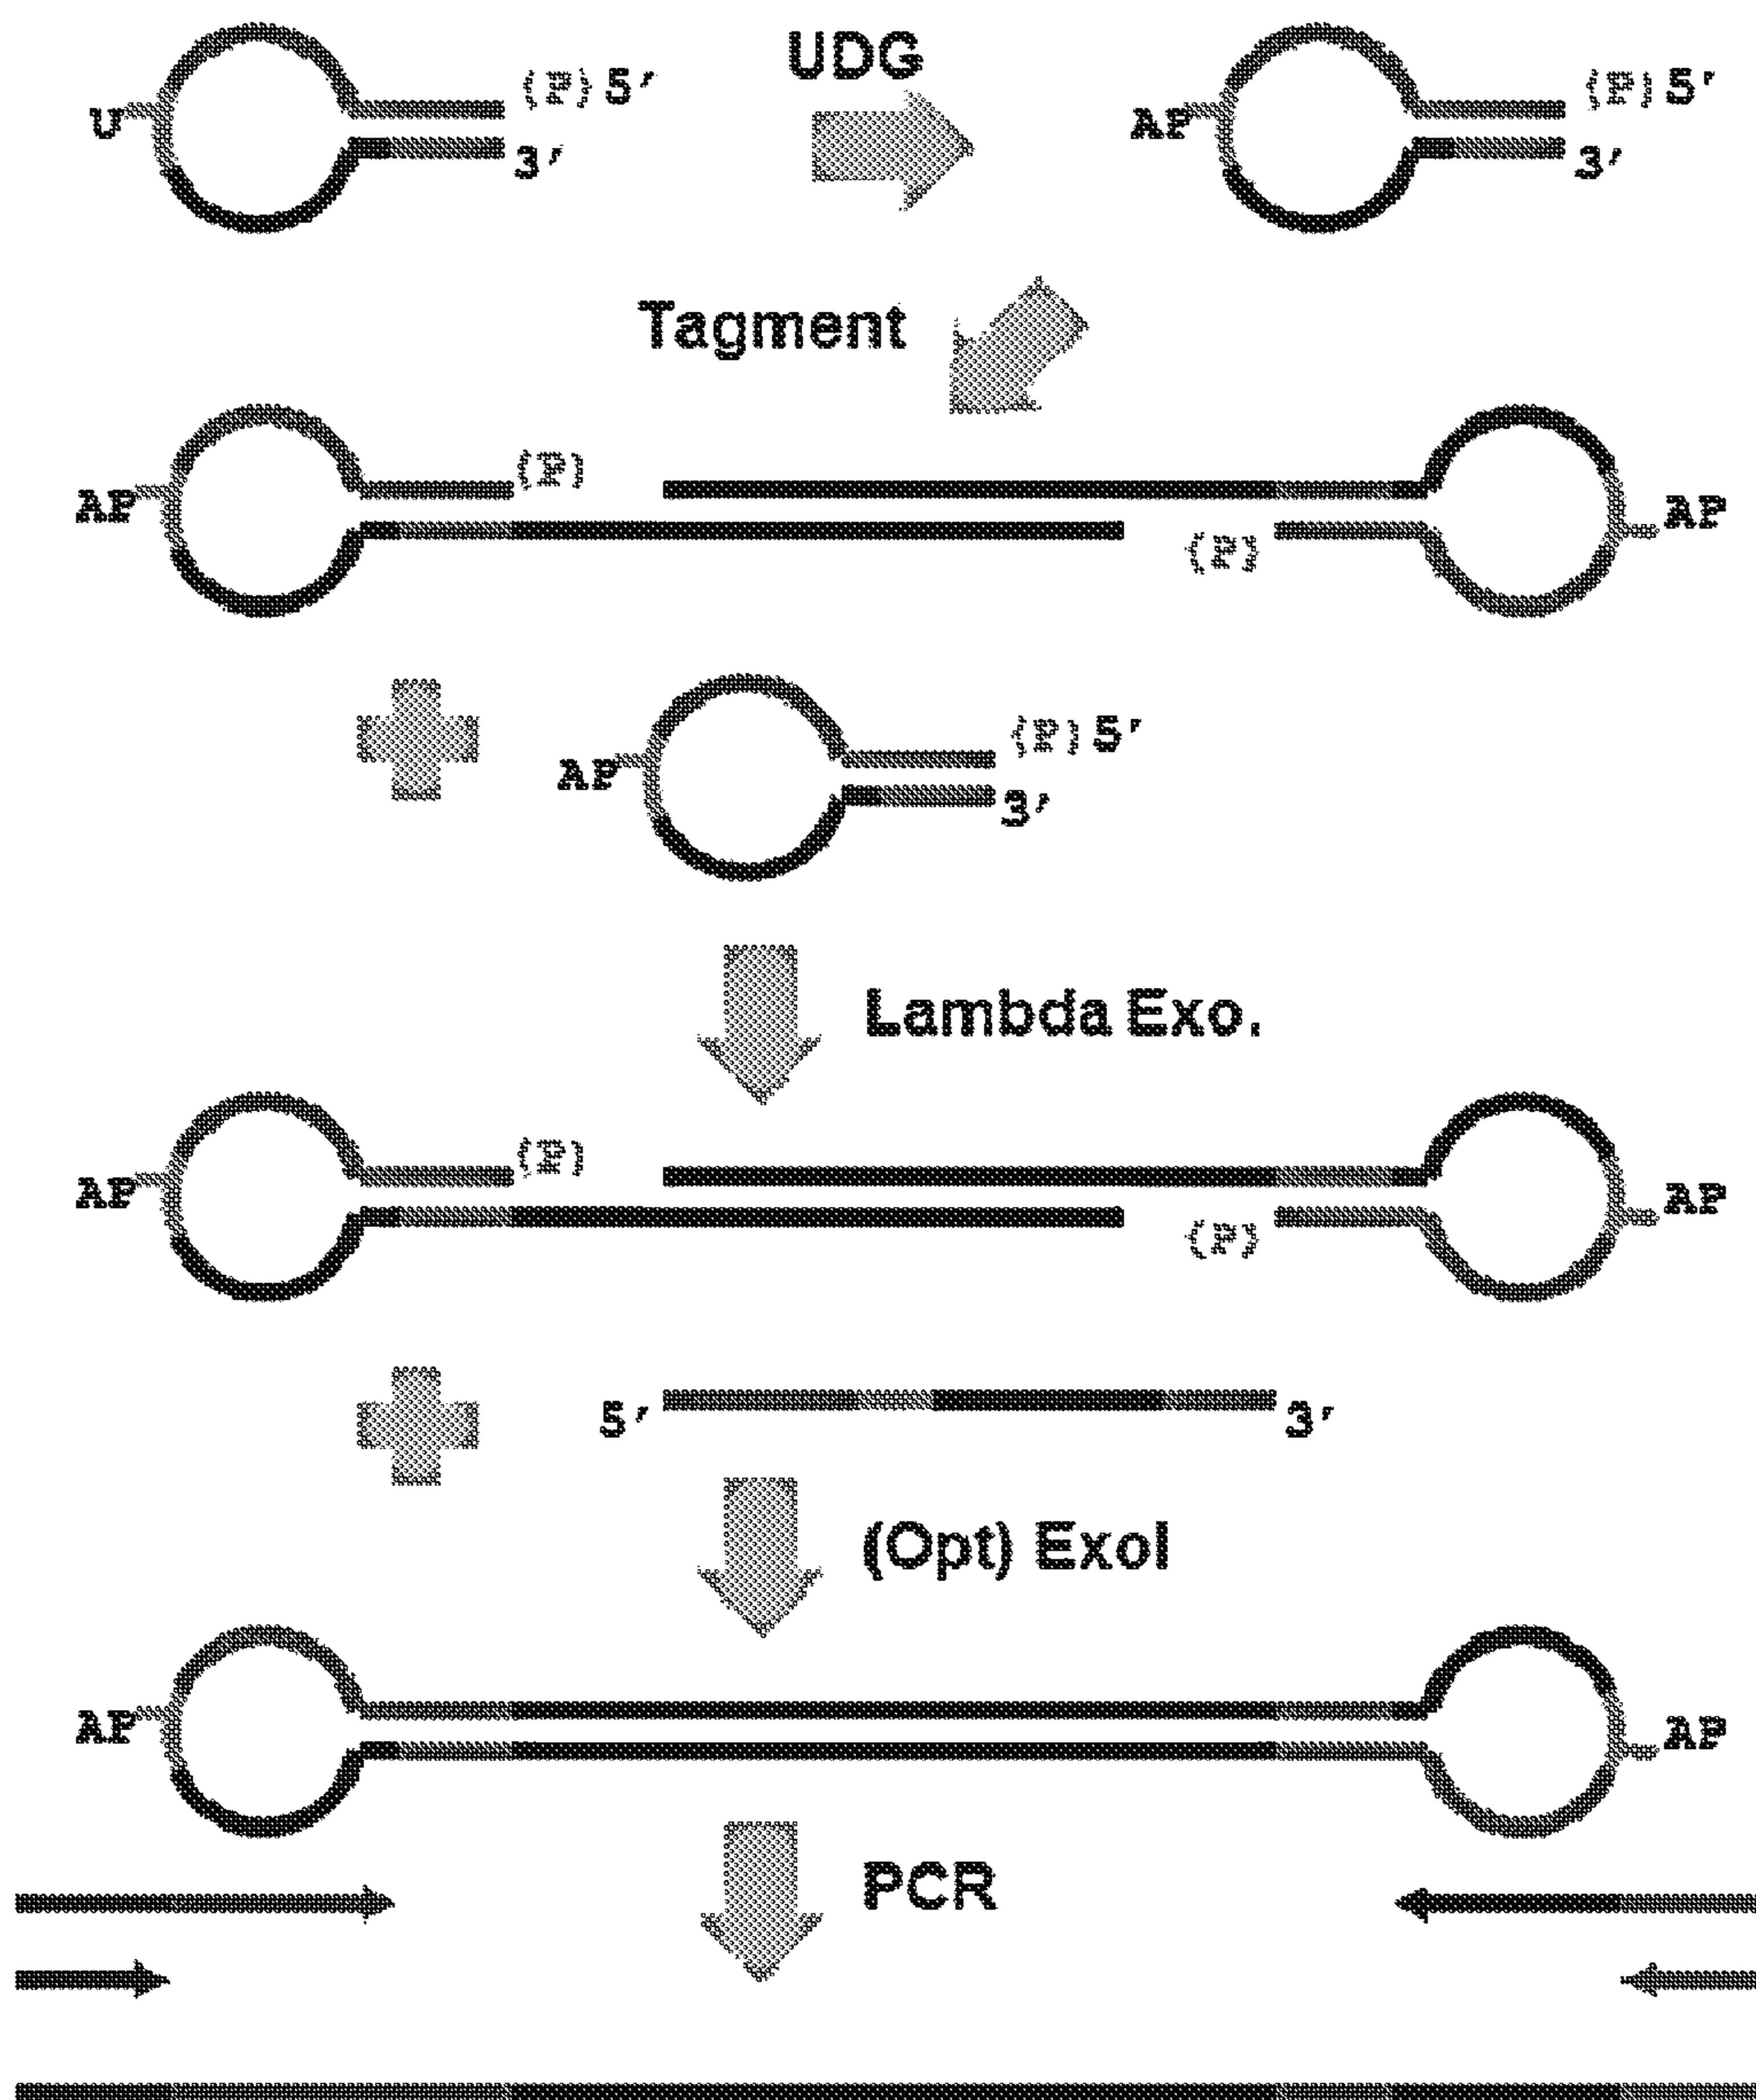 UDG
U
(P) 5'
3'
AP
(P) 5'
3'
Tagment
AP
(P)
(P)
AP
AP
(P) 5'
3'
Lambda Exo.
AP
(P)
(P)
AP
5'
3'
(Opt) ExoI
AP
AP
PCR